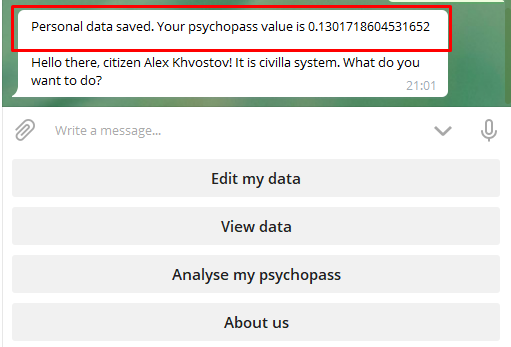 Personal data saved. Your psychopass value is 0.1301718604531652
Hello there, citizen Alex Khvostov! It is civilla system. What do you
want to do?
21:01
Write a message...
Edit my data
View data
Analyse my psychopass
About us